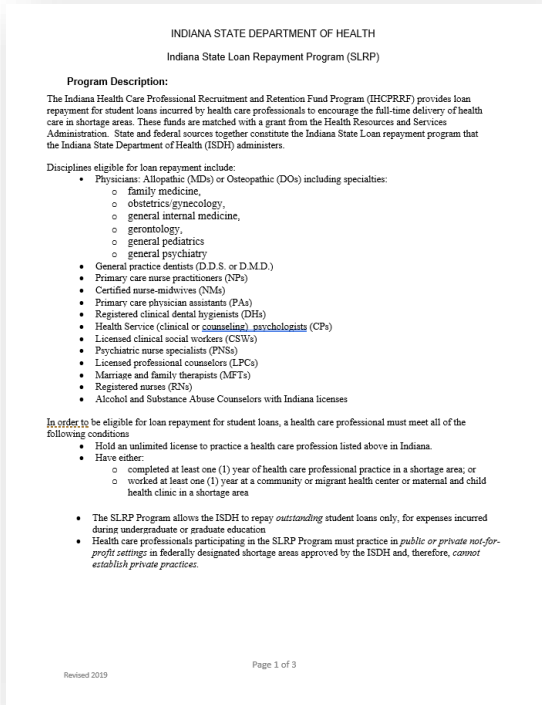 INDIANA STATE DEPARTMENT OF HEALTH
Indiana State Loan Repayment Program (SLRP)
Program Description:
The Indiana Health Care Professional Recruitment and Retention Fund Program (IHCPRRF) provides loan
repayment for student loans incurred by health care professionals to encourage the full-time delivery of health
care in shortage areas. These funds are matched with a grant from the Health Resources and Services
Administration. State and federal sources together constitute the Indiana State Loan repayment program that
the Indiana State Department of Health (ISDH) administers.
Disciplines eligible for loan repayment include:
• Physicians: Allopathic (MDs) or Osteopathic (DOs) including specialties:
o family medicine,
o obstetrics/gynecology,
o general internal medicine,
o gerontology,
o general pediatrics
o general psychiatry
• General practice dentists (D.D.S. or D.M.D.)
• Primary care nurse practitioners (NPs)
• Certified nurse-midwives (NMs)
• Primary care physician assistants (PAs)
• Registered clinical dental hygienists (DHs)
• Health Service (clinical or counseling) psychologists (CPs)
• Licensed clinical social workers (CSWs)
• Psychiatric nurse specialists (PNSs)
• Licensed professional counselors (LPCs)
• Marriage and family therapists (MFTs)
• Registered nurses (RNs)
• Alcohol and Substance Abuse Counselors with Indiana licenses
In order to be eligible for loan repayment for student loans, a health care professional must meet all of the
following conditions
• Hold an unlimited license to practice a health care profession listed above in Indiana.
• Have either:
o completed at least one (1) year of health care professional practice in a shortage area; or
o worked at least one (1) year at a community or migrant health center or maternal and child
health clinic in a shortage area
• The SLRP Program allows the ISDH to repay outstanding student loans only, for expenses incurred
during undergraduate or graduate education
• Health care professionals participating in the SLRP Program must practice in public or private not-for-
profit settings in federally designated shortage areas approved by the ISDH and, therefore, cannot
establish private practices.
Page 1 of 3
Revised 2019